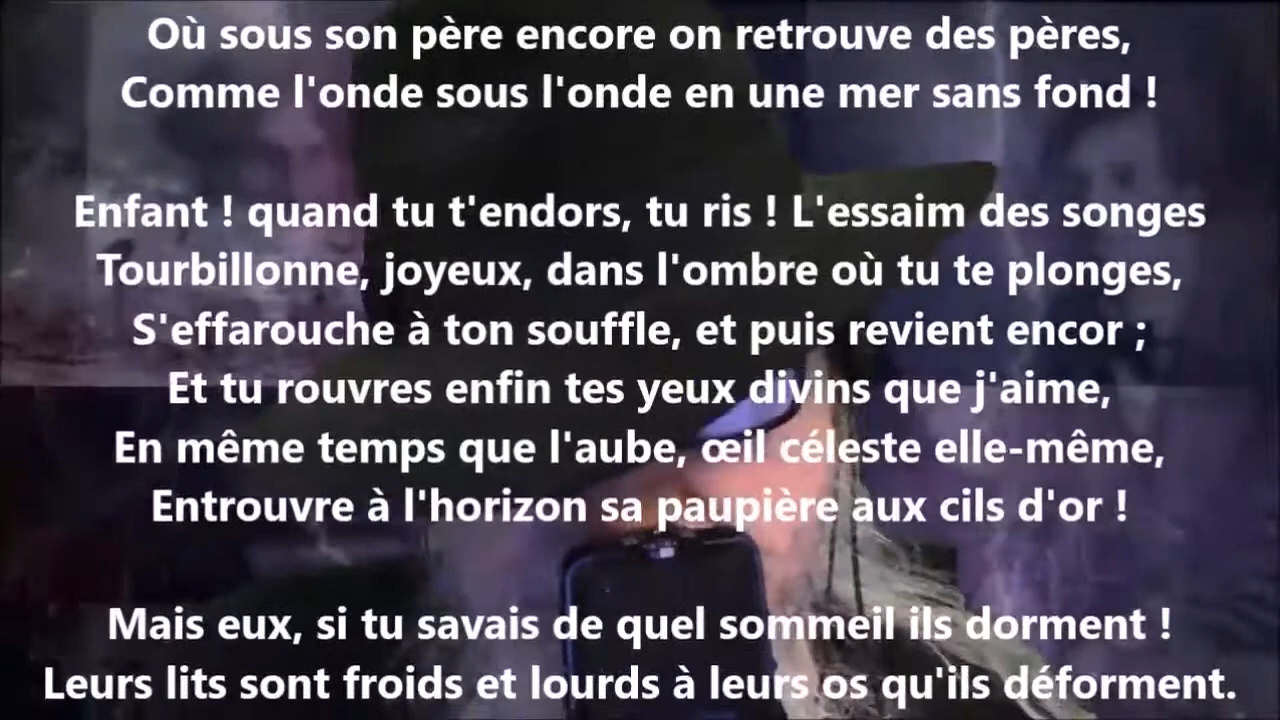 Où sous son père encore on retrouve des pères,
Comme l'onde sous l'onde en une mer sans fond !
Enfant ! quand tu t'endors, tu ris ! L'essaim des songes
Tourbillonne, joyeux, dans l'ombre où tu te plonges,
S'effarouche à ton souffle, et puis revient encor ;
Et tu rouvres enfin tes yeux divins que j'aime,
En même temps que l'aube, œil céleste elle-même,
Entrouvre à l'horizon sa paupière aux cils d'or !
Mais eux, si tu savais de quel sommeil ils dorment !
Leurs lits sont froids et lourds à leurs os qu'ils déforment.